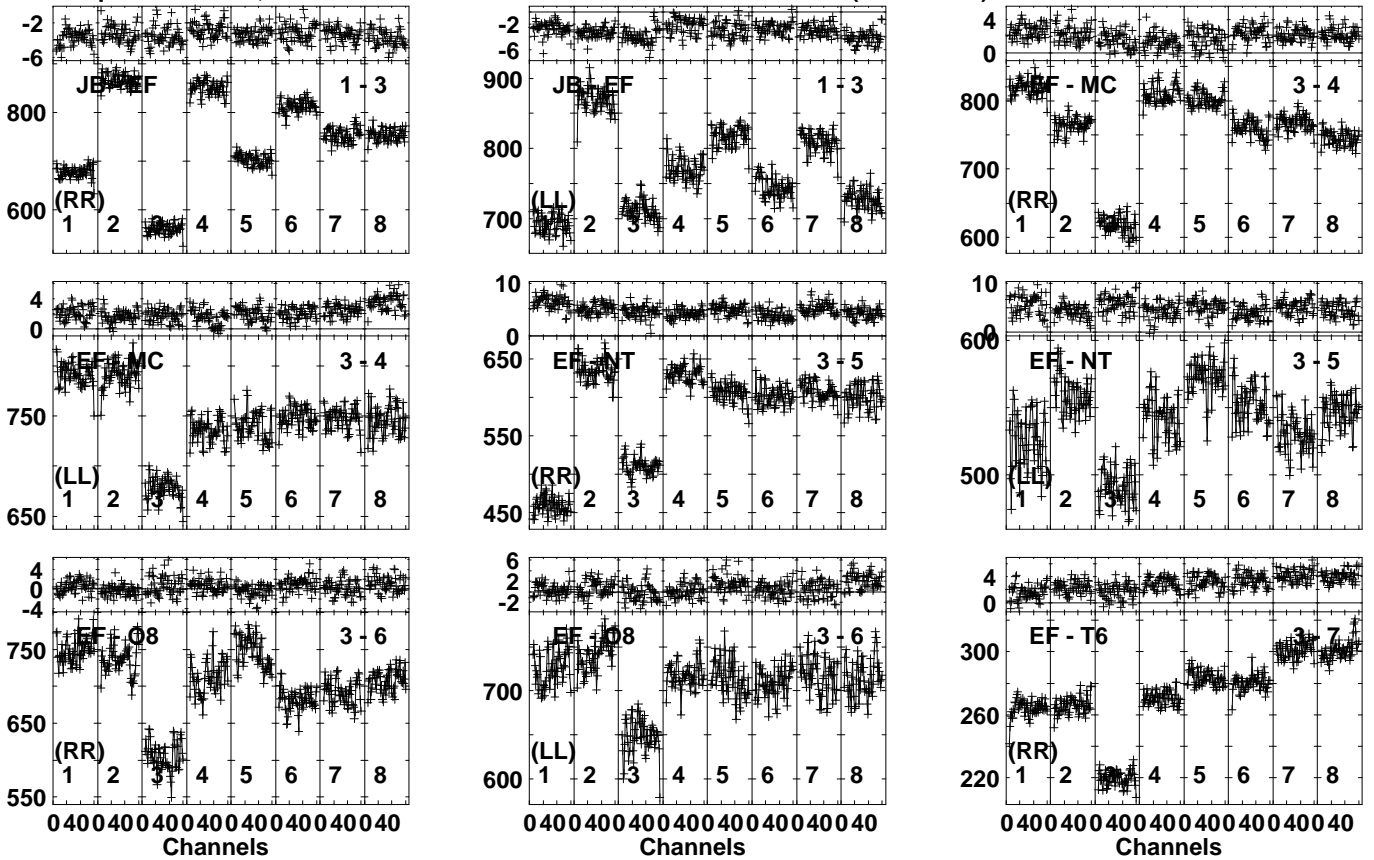 -2
-6
JB - EF 1 - 3
800
600
(RR)
1 2 3 4 5 6 7 8
-2
-6
900
JB - EF 1 - 3
800
700
(LL)
1 2 3 4 5 6 7 8
4
0
EF - MC 3 - 4
800
700
600
(RR)
1 2 3 4 5 6 7 8
4
0
EF - MC 3 - 4
750
650
(LL)
1 2 3 4 5 6 7 8
10
0
650
EF - NT 3 - 5
550
450
(RR)
1 2 3 4 5 6 7 8
10
0
600
EF - NT 3 - 5
500
(LL)
1 2 3 4 5 6 7 8
4
0
-4
EF - O8 3 - 6
750
650
550
(RR)
1 2 3 4 5 6 7 8
0 40 0 40 0 40 0 40 0 40 0 40 0 40 0 40
Channels
6
2
-2
EF - O8 3 - 6
700
600
(LL)
1 2 3 4 5 6 7 8
0 40 0 40 0 40 0 40 0 40 0 40 0 40 0 40
Channels
4
0
EF - T6 3 - 7
300
260
220
(RR)
1 2 3 4 5 6 7 8
0 40 0 40 0 40 0 40 0 40 0 40 0 40 0 40
Channels